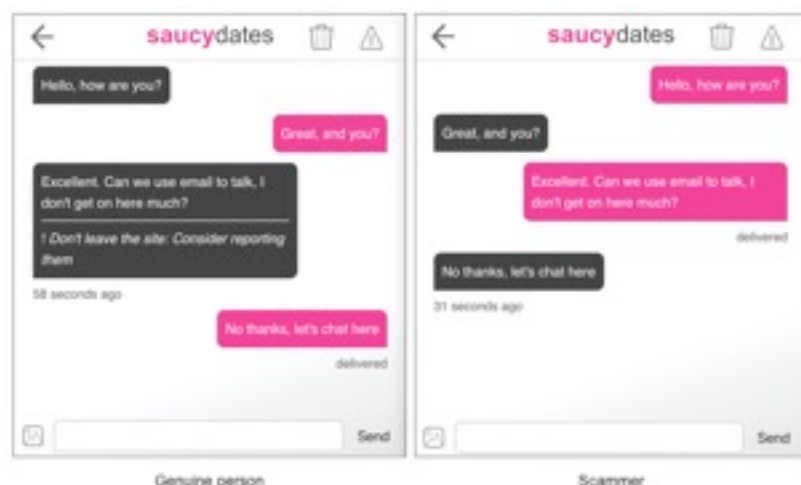 saucydates
Hello, how are you?
Great, and you?
Excellent. Can we use email to talk, I
don't get on here much?
! Don't leave the site: Consider reporting
them
58 seconds ago
No thanks, let's chat here
delivered
Send
Genuine person
saucydates
Hello, how are you?
Great, and you?
Excellent. Can we use email to talk, I
don't get on here much?
delivered
No thanks, let's chat here
31 seconds ago
Send
Scammer